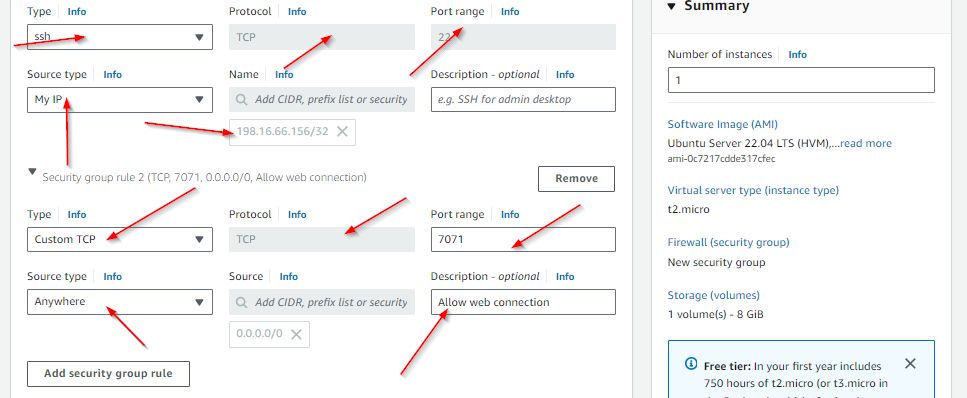 Type Info Protocol Info Port range Info
ssh TCP 22
Source type Info Name Info Description - optional Info
My IP Add CIDR, prefix list or security e.g. SSH for admin desktop
198.16.66.156/32
Security group rule 2 (TCP, 7071, 0.0.0.0/0, Allow web connection)
Remove
Type Info Protocol Info Port range Info
Custom TCP TCP 7071
Source type Info Source Info Description - optional Info
Anywhere Add CIDR, prefix list or security Allow web connection
0.0.0.0/0
Add security group rule
Summary
Number of instances Info
1
Software Image (AMI)
Ubuntu Server 22.04 LTS (HVM),...read more
ami-0c7217cdde317cfec
Virtual server type (instance type)
t2.micro
Firewall (security group)
New security group
Storage (volumes)
1 volume(s) - 8 GiB
Free tier: In your first year includes
750 hours of t2.micro (or t3.micro in